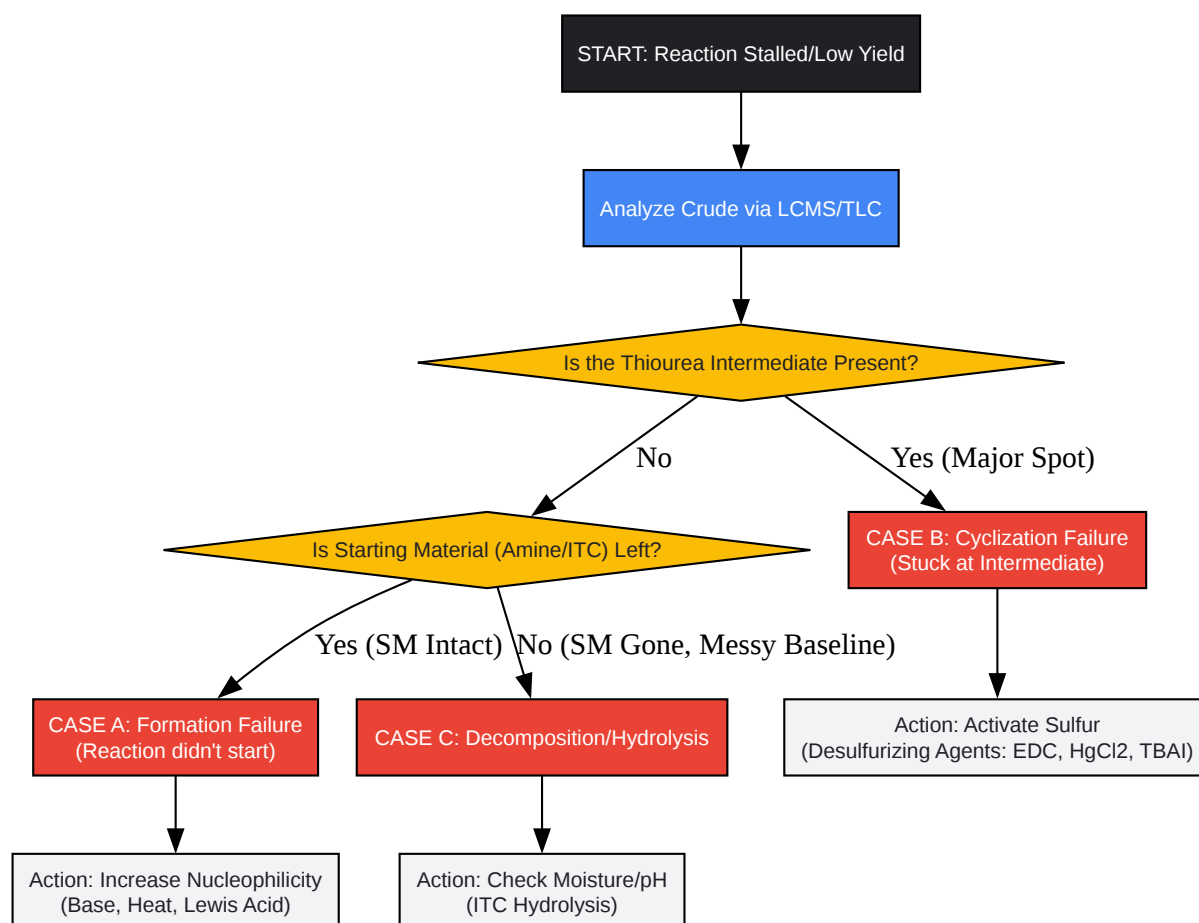 START: Reaction Stalled/Low Yield
Analyze Crude via LCMS/TLC
Is the Thiourea Intermediate Present?
No
Yes (Major Spot)
Is Starting Material (Amine/ITC) Left?
CASE B: Cyclization Failure
(Stuck at Intermediate)
Yes (SM Intact)
No (SM Gone, Messy Baseline)
CASE A: Formation Failure
(Reaction didn't start)
CASE C: Decomposition/Hydrolysis
Action: Activate Sulfur
(Desulfurizing Agents: EDC, HgCl2, TBAI)
Action: Increase Nucleophilicity
(Base, Heat, Lewis Acid)
Action: Check Moisture/pH
(ITC Hydrolysis)